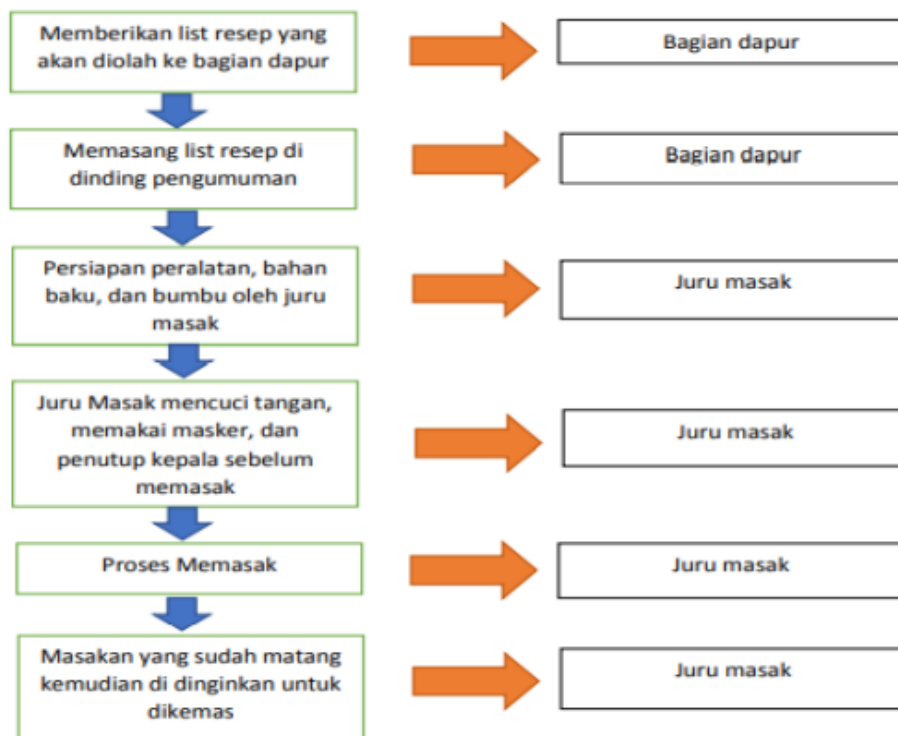 Memberikan list resep yang
akan diolah ke bagian dapur
Bagian dapur
Memasang list resep di
dinding pengumuman
Bagian dapur
Persiapan peralatan, bahan
baku, dan bumbu oleh juru
masak
Juru masak
Juru Masak mencuci tangan,
memakai masker, dan
penutup kepala sebelum
memasak
Juru masak
Proses Memasak
Juru masak
Masakan yang sudah matang
kemudian di dinginkan untuk
dikemas
Juru masak